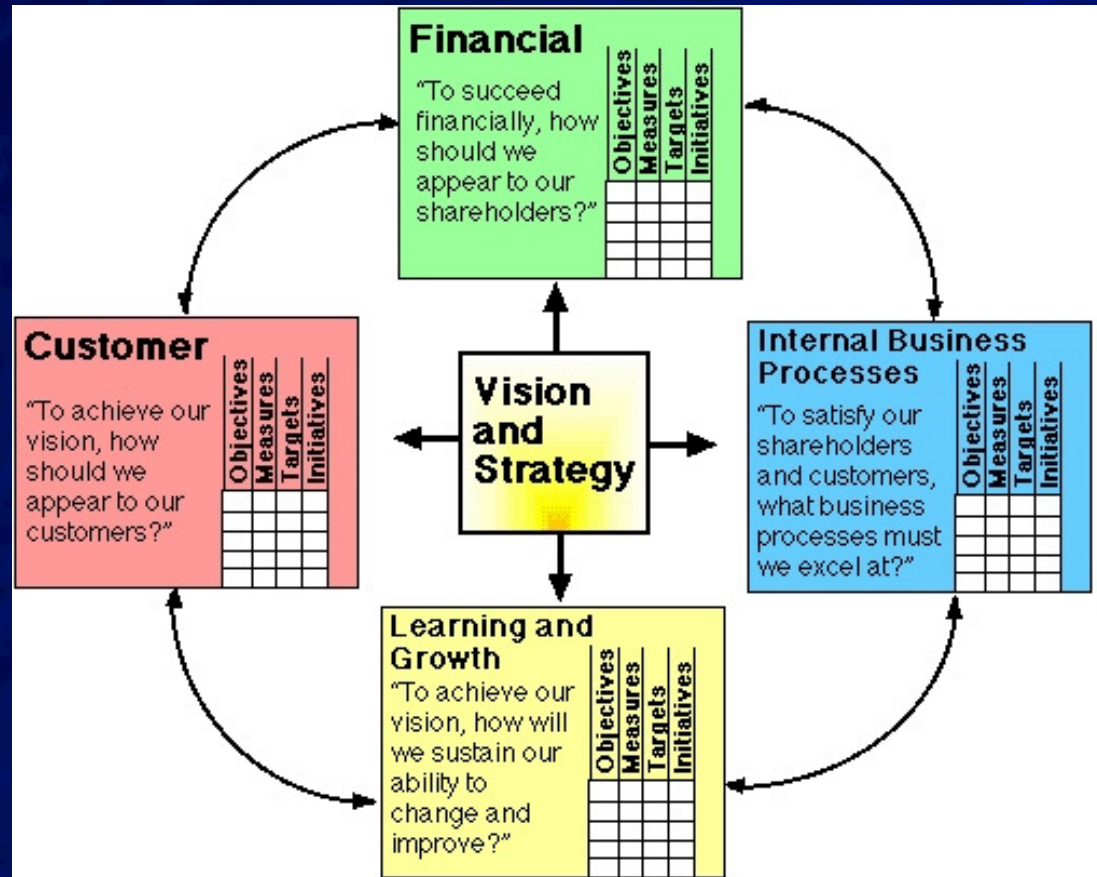 Financial
“To succeed
financially, how
should we
appear to our
shareholders?”
Objectives
Measures
Targets
Initiatives
Customer
“To achieve our
vision, how
should we
appear to our
customers?”
Objectives
Measures
Targets
Initiatives
Vision
and
Strategy
Internal Business
Processes
“To satisfy our
shareholders
and customers,
what business
processes must
we excel at?”
Objectives
Measures
Targets
Initiatives
Learning and
Growth
“To achieve our
vision, how will
we sustain our
ability to
change and
improve?”
Objectives
Measures
Targets
Initiatives